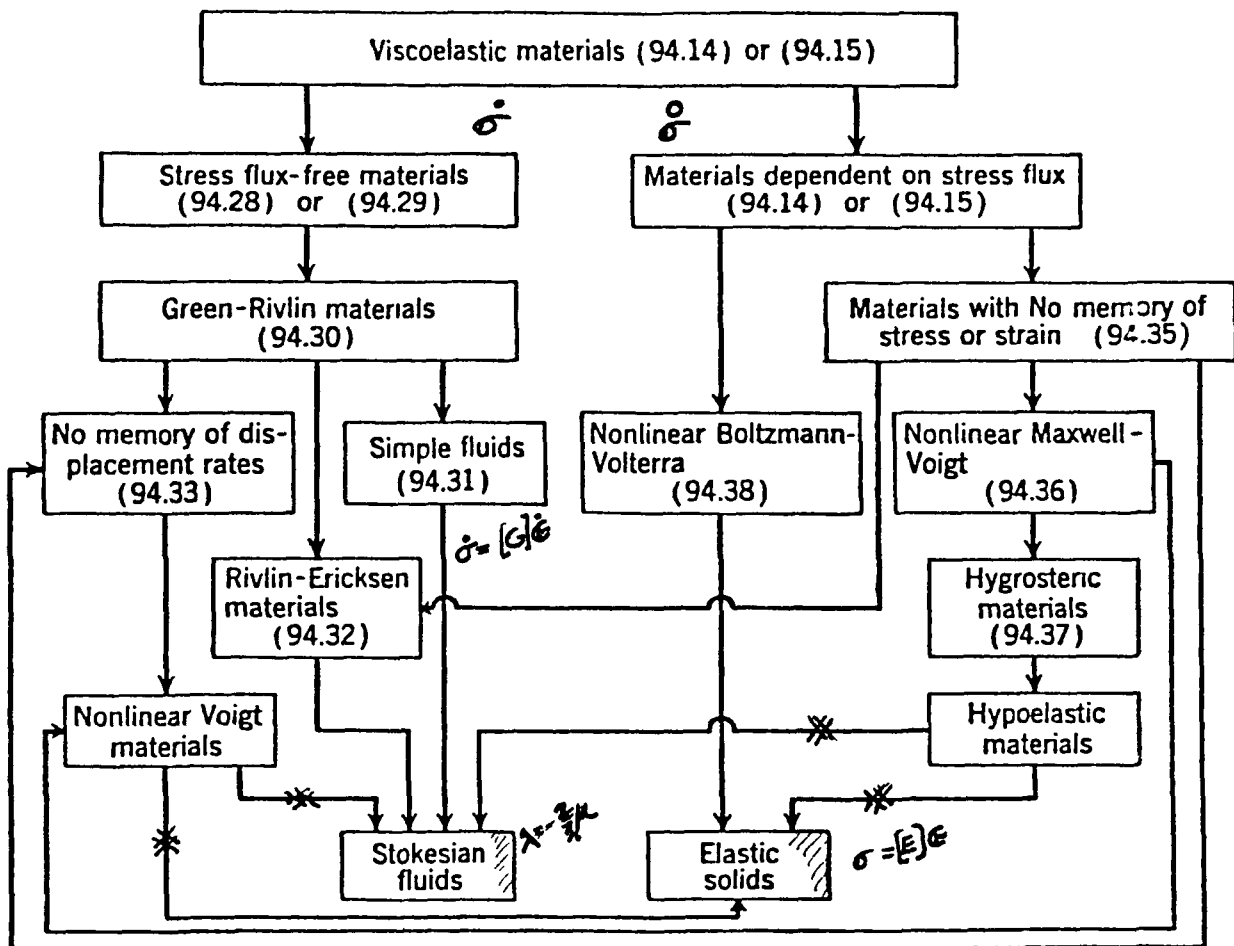 Viscoelastic materials (94.14) or (94.15)
σ̇
σ̊
Stress flux-free materials
(94.28) or (94.29)
Materials dependent on stress flux
(94.14) or (94.15)
Green-Rivlin materials
(94.30)
Materials with No memory of
stress or strain (94.35)
No memory of dis-
placement rates
(94.33)
Simple fluids
(94.31)
Nonlinear Boltzmann-
Volterra
(94.38)
Nonlinear Maxwell-
Voigt
(94.36)
σ̇ = [G]ϵ̇
Rivlin-Ericksen
materials
(94.32)
Hygrosteric
materials
(94.37)
Nonlinear Voigt
materials
Hypoelastic
materials
Stokesian
fluids
λ = -2/3 μ
Elastic
solids
σ = [E]ϵ